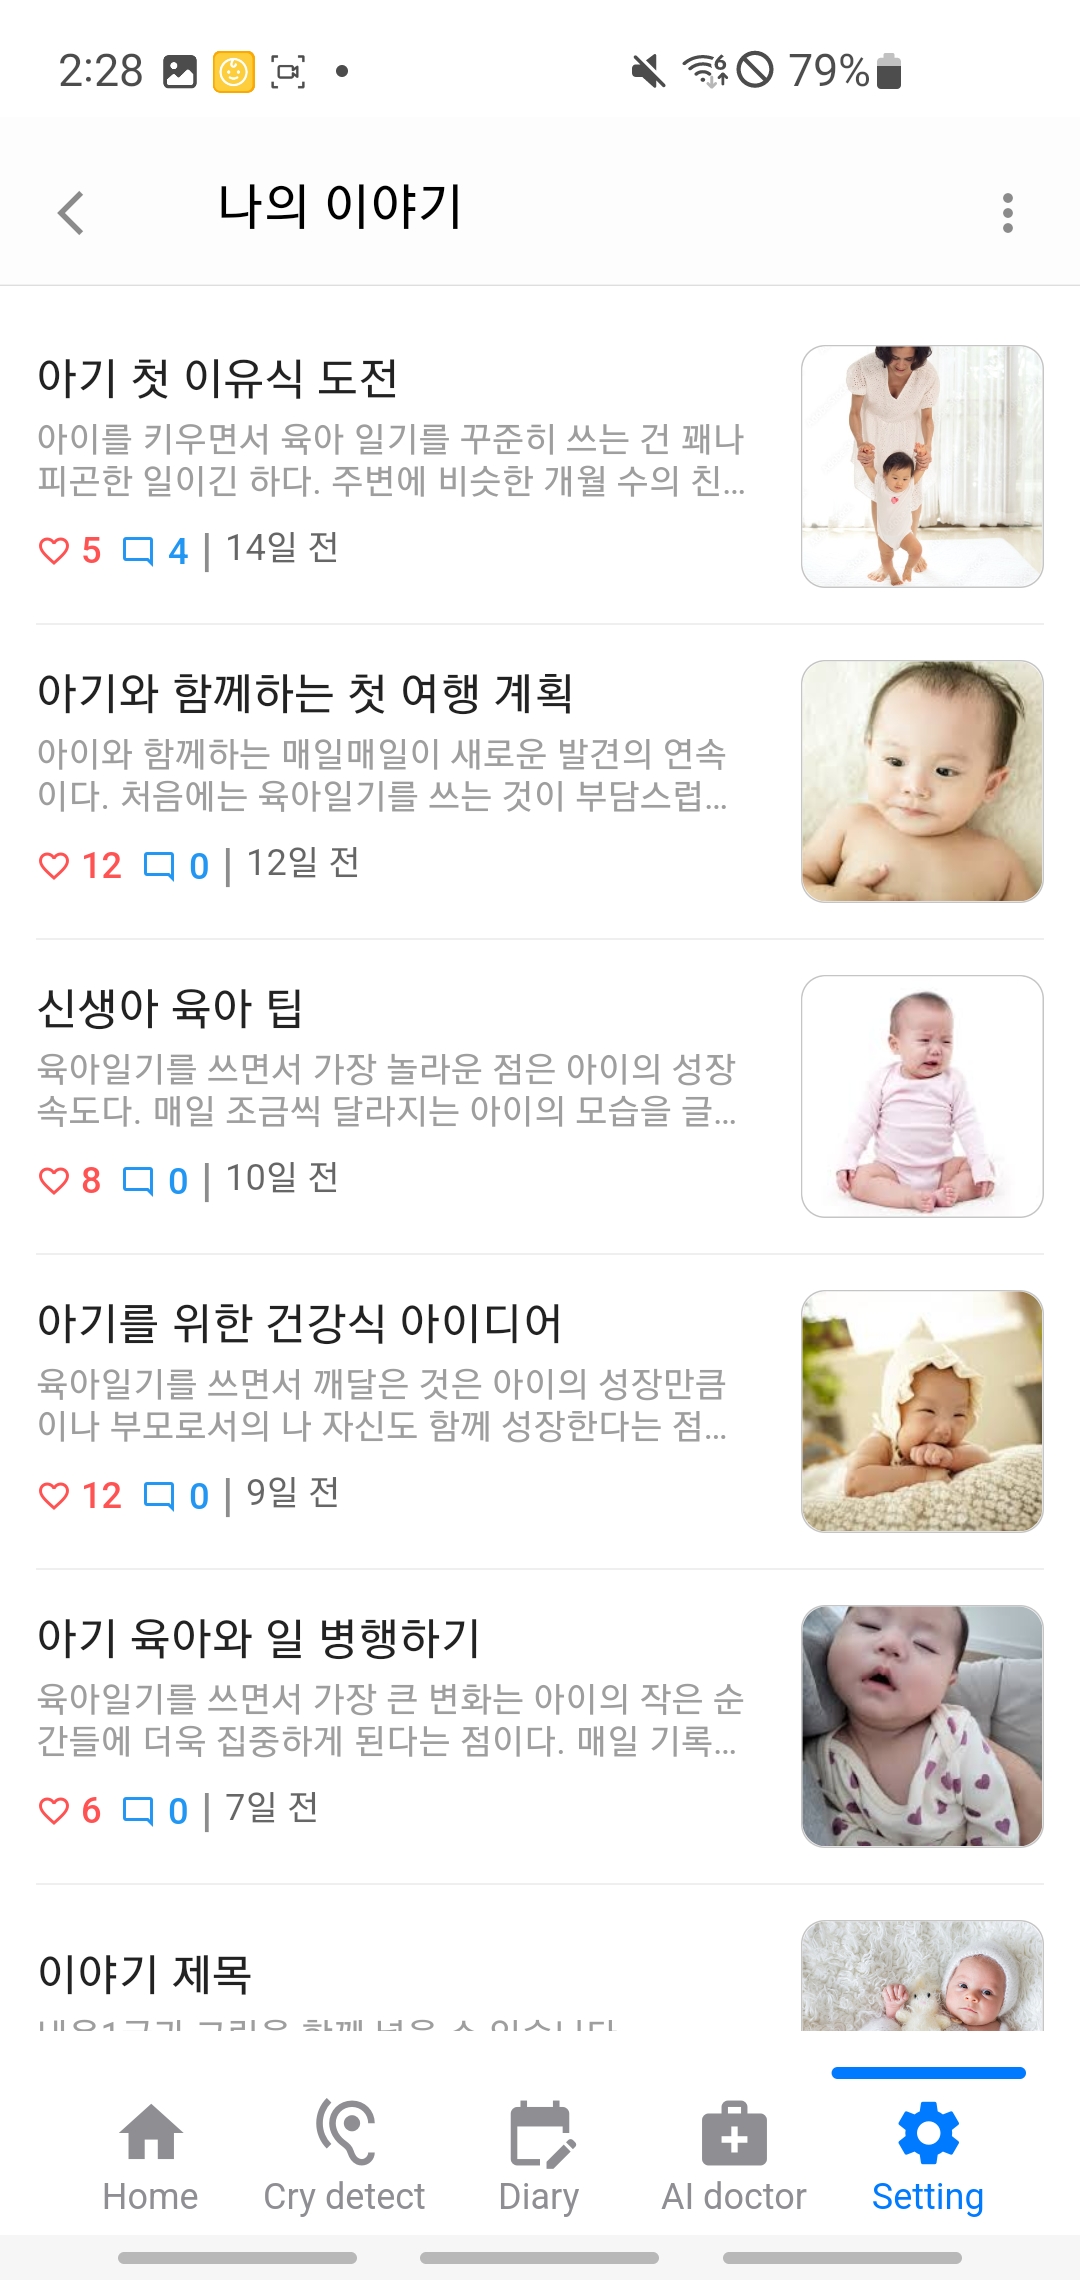 2:28
79%
나의 이야기
아기 첫 이유식 도전
아이를 키우면서 육아 일기를 꾸준히 쓰는 건 꽤나
피곤한 일이긴 하다. 주변에 비슷한 개월 수의 친...
5 4 | 14일 전
아기와 함께하는 첫 여행 계획
아이와 함께하는 매일매일이 새로운 발견의 연속
이다. 처음에는 육아일기를 쓰는 것이 부담스럽...
12 0 | 12일 전
신생아 육아 팁
육아일기를 쓰면서 가장 놀라운 점은 아이의 성장
속도다. 매일 조금씩 달라지는 아이의 모습을 글...
8 0 | 10일 전
아기를 위한 건강식 아이디어
육아일기를 쓰면서 깨달은 것은 아이의 성장만큼
이나 부모로서의 나 자신도 함께 성장한다는 점...
12 0 | 9일 전
아기 육아와 일 병행하기
육아일기를 쓰면서 가장 큰 변화는 아이의 작은 순
간들에 더욱 집중하게 된다는 점이다. 매일 기록...
6 0 | 7일 전
이야기 제목
Home
Cry detect
Diary
AI doctor
Setting